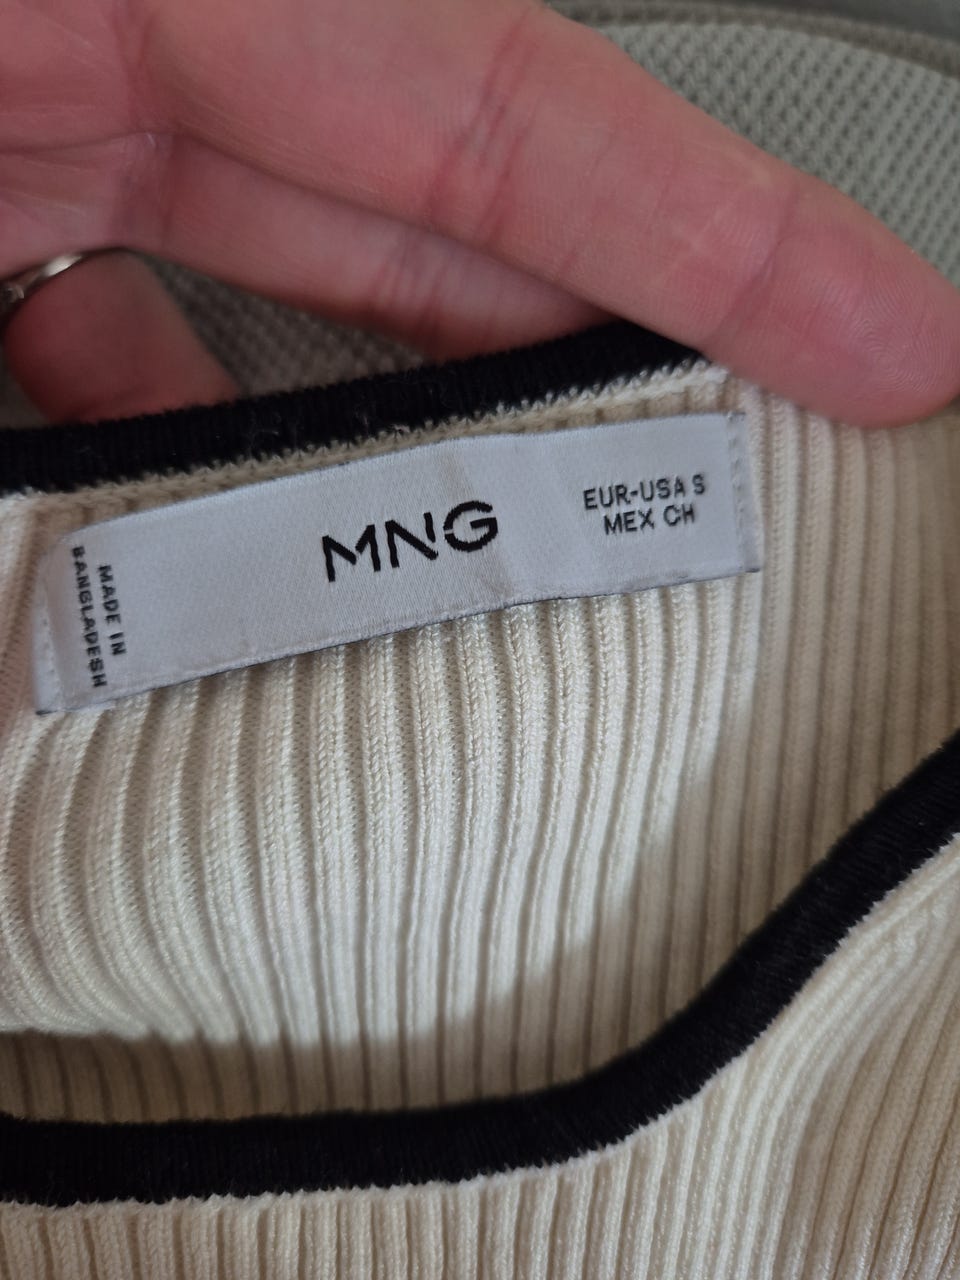 MNG
EUR-USA S
MEX CH
MADE IN
BANGLADESH